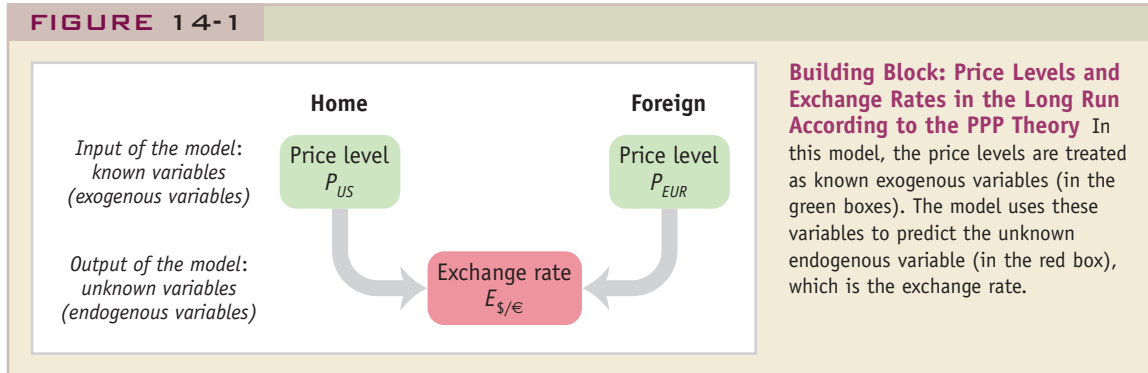 FIGURE 14-1
Home
Foreign
Input of the model:
known variables
(exogenous variables)
Price level
P_US
Price level
P_EUR
Output of the model:
unknown variables
(endogenous variables)
Exchange rate
E_$/€
Building Block: Price Levels and
Exchange Rates in the Long Run
According to the PPP Theory In
this model, the price levels are treated
as known exogenous variables (in the
green boxes). The model uses these
variables to predict the unknown
endogenous variable (in the red box),
which is the exchange rate.